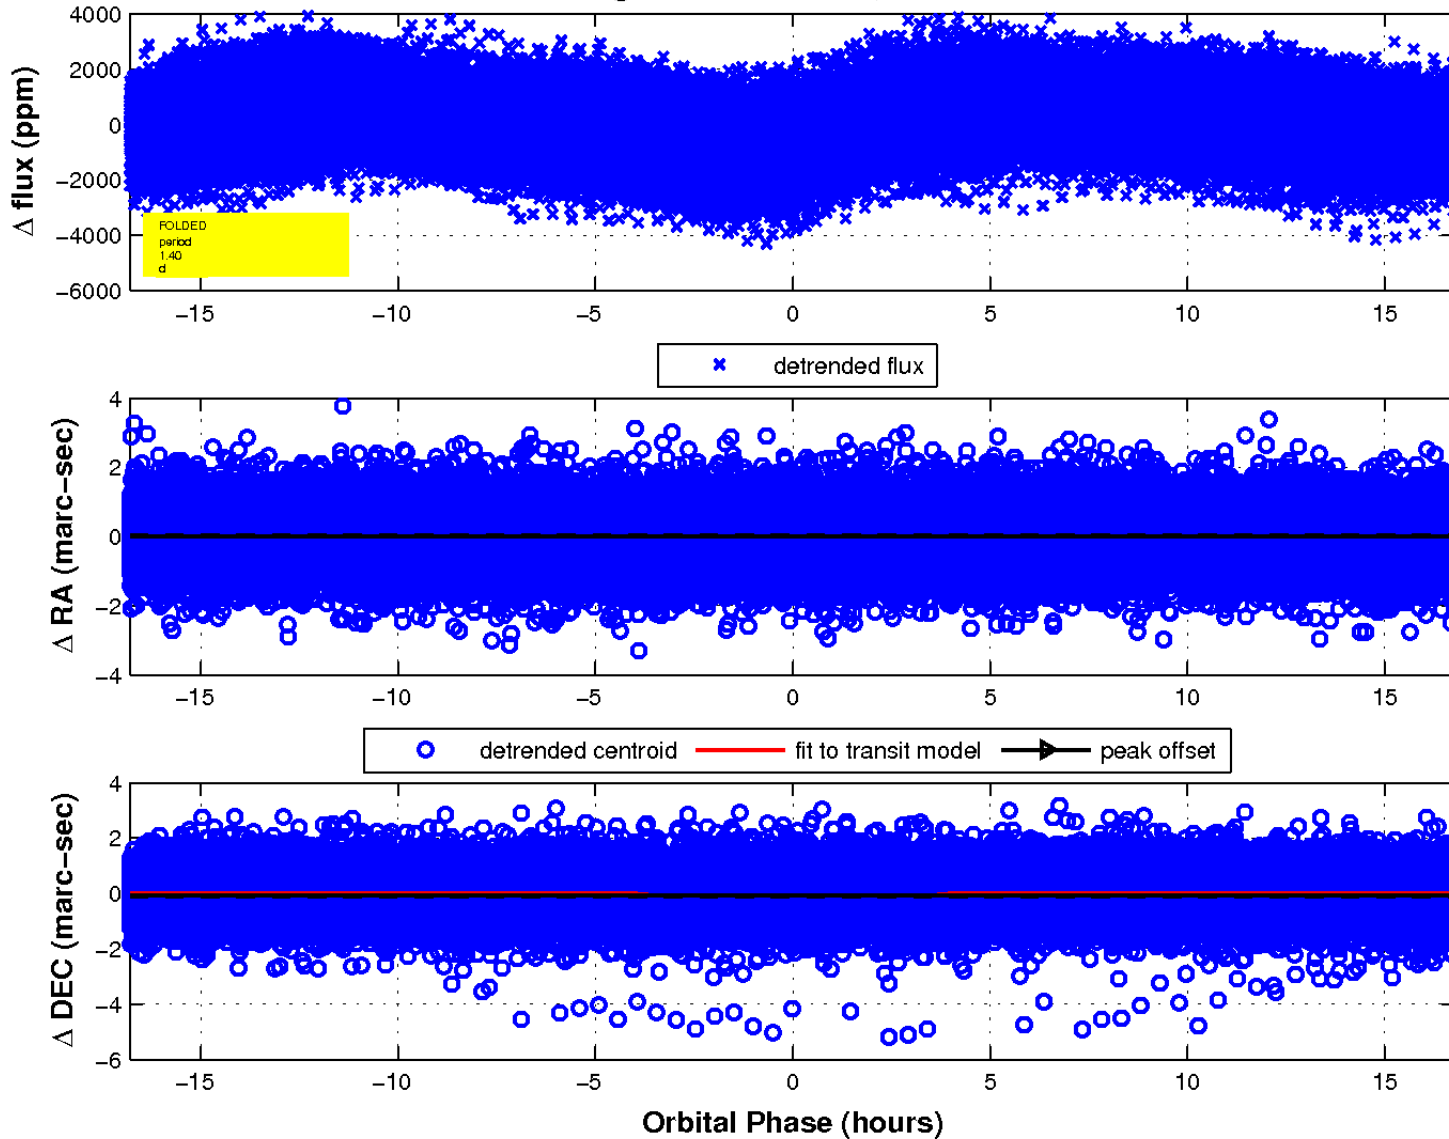 4000
2000
0
−2000
−4000
−6000
Δ flux (ppm)
FOLDED
period
1.40
d
−15 −10 −5 0 5 10 15
detrended flux
4
2
0
−2
−4
Δ RA (marc−sec)
−15 −10 −5 0 5 10 15
detrended centroid fit to transit model peak offset
4
2
0
−2
−4
−6
Δ DEC (marc−sec)
−15 −10 −5 0 5 10 15
Orbital Phase (hours)